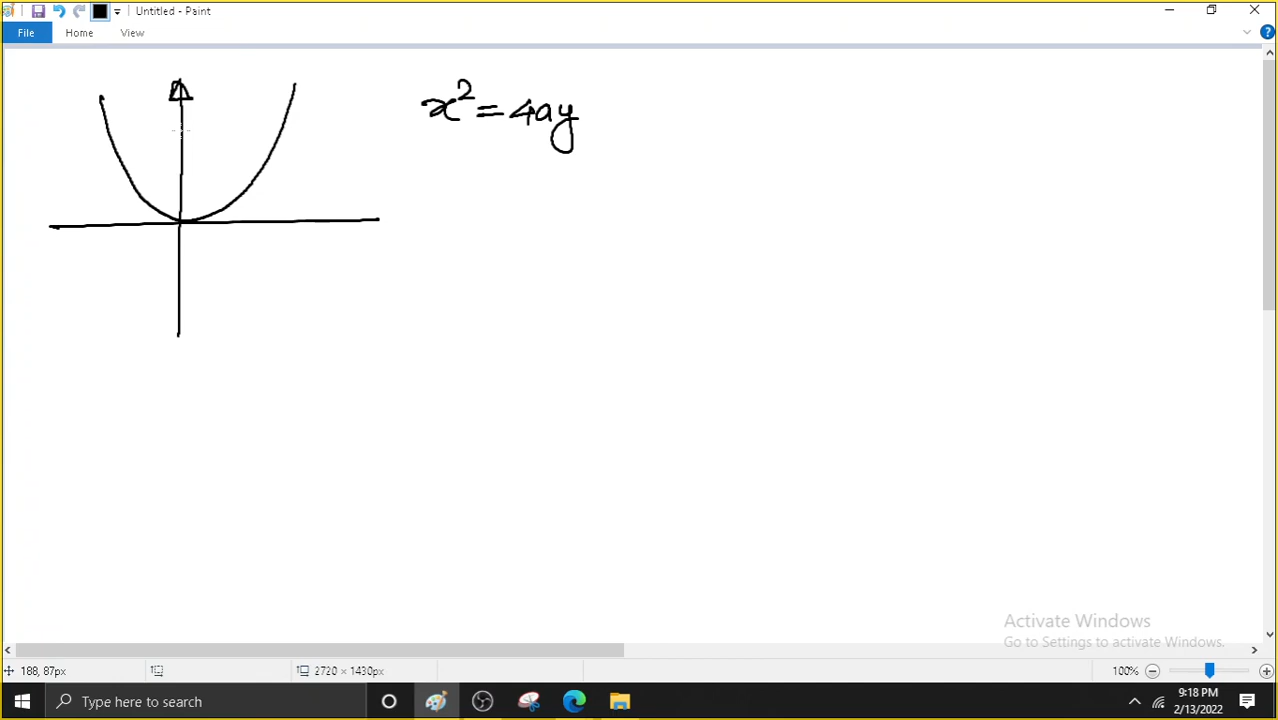 Untitled - Paint
File Home View
x² = 4ay
Activate Windows
Go to Settings to activate Windows.
188, 87px
2720 × 1430px
100%
Type here to search
9:18 PM
2/13/2022